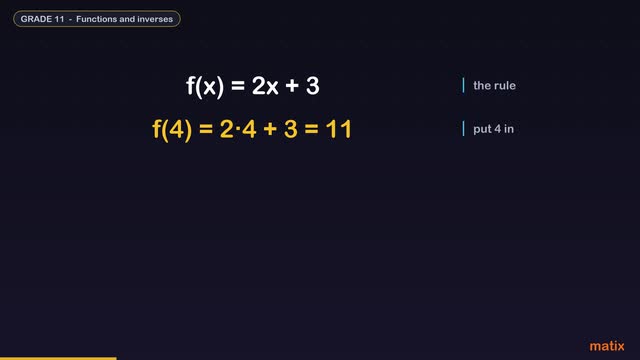 GRADE 11 - Functions and inverses
f(x) = 2x + 3
the rule
f(4) = 2·4 + 3 = 11
put 4 in
matix